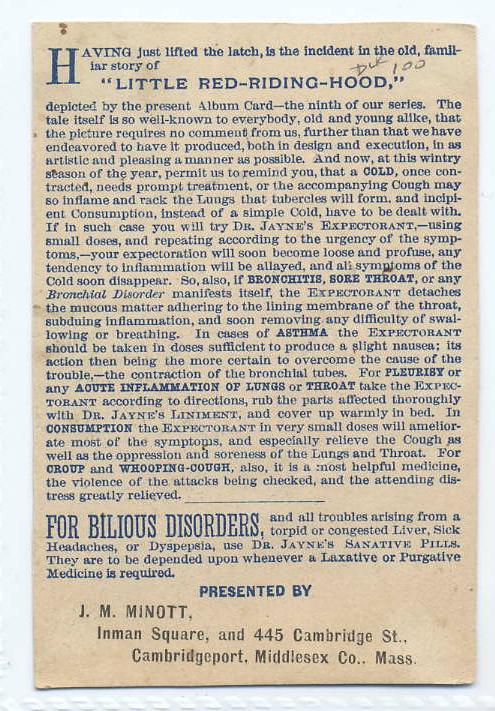 HAVING just lifted the latch, is the incident in the old, famil-
iar story of
"LITTLE RED-RIDING-HOOD,"
100
depicted by the present Album Card—the ninth of our series. The
tale itself is so well-known to everybody, old and young alike, that
the picture requires no comment from us, further than that we have
endeavored to have it produced, both in design and execution, in as
artistic and pleasing a manner as possible. And now, at this wintry
season of the year, permit us to remind you, that a COLD, once con-
tracted, needs prompt treatment, or the accompanying Cough may
so inflame and rack the Lungs that tubercles will form, and incipi-
ent Consumption, instead of a simple Cold, have to be dealt with.
If in such case you will try DR. JAYNE'S EXPECTORANT,—using
small doses, and repeating according to the urgency of the symp-
toms,—your expectoration will soon become loose and profuse, any
tendency to inflammation will be allayed, and all symptoms of the
Cold soon disappear. So, also, if BRONCHITIS, SORE THROAT, or any
Bronchial Disorder manifests itself, the EXPECTORANT detaches
the mucous matter adhering to the lining membrane of the throat,
subduing inflammation, and soon removing any difficulty of swal-
lowing or breathing. In cases of ASTHMA the EXPECTORANT
should be taken in doses sufficient to produce a slight nausea; its
action then being the more certain to overcome the cause of the
trouble,—the contraction of the bronchial tubes. For PLEURISY or
any ACUTE INFLAMMATION OF LUNGS or THROAT take the EXPEC-
TORANT according to directions, rub the parts affected thoroughly
with DR. JAYNE'S LINIMENT, and cover up warmly in bed. In
CONSUMPTION the EXPECTORANT in very small doses will amelior-
ate most of the symptoms, and especially relieve the Cough as
well as the oppression and soreness of the Lungs and Throat. For
CROUP and WHOOPING-COUGH, also, it is a most helpful medicine,
the violence of the attacks being checked, and the attending dis-
tress greatly relieved.
FOR BILIOUS DISORDERS, and all troubles arising from a
torpid or congested Liver, Sick
Headaches, or Dyspepsia, use DR. JAYNE'S SANATIVE PILLS.
They are to be depended upon whenever a Laxative or Purgative
Medicine is required.
PRESENTED BY
J. M. MINOTT,
Inman Square, and 445 Cambridge St.,
Cambridgeport, Middlesex Co., Mass.